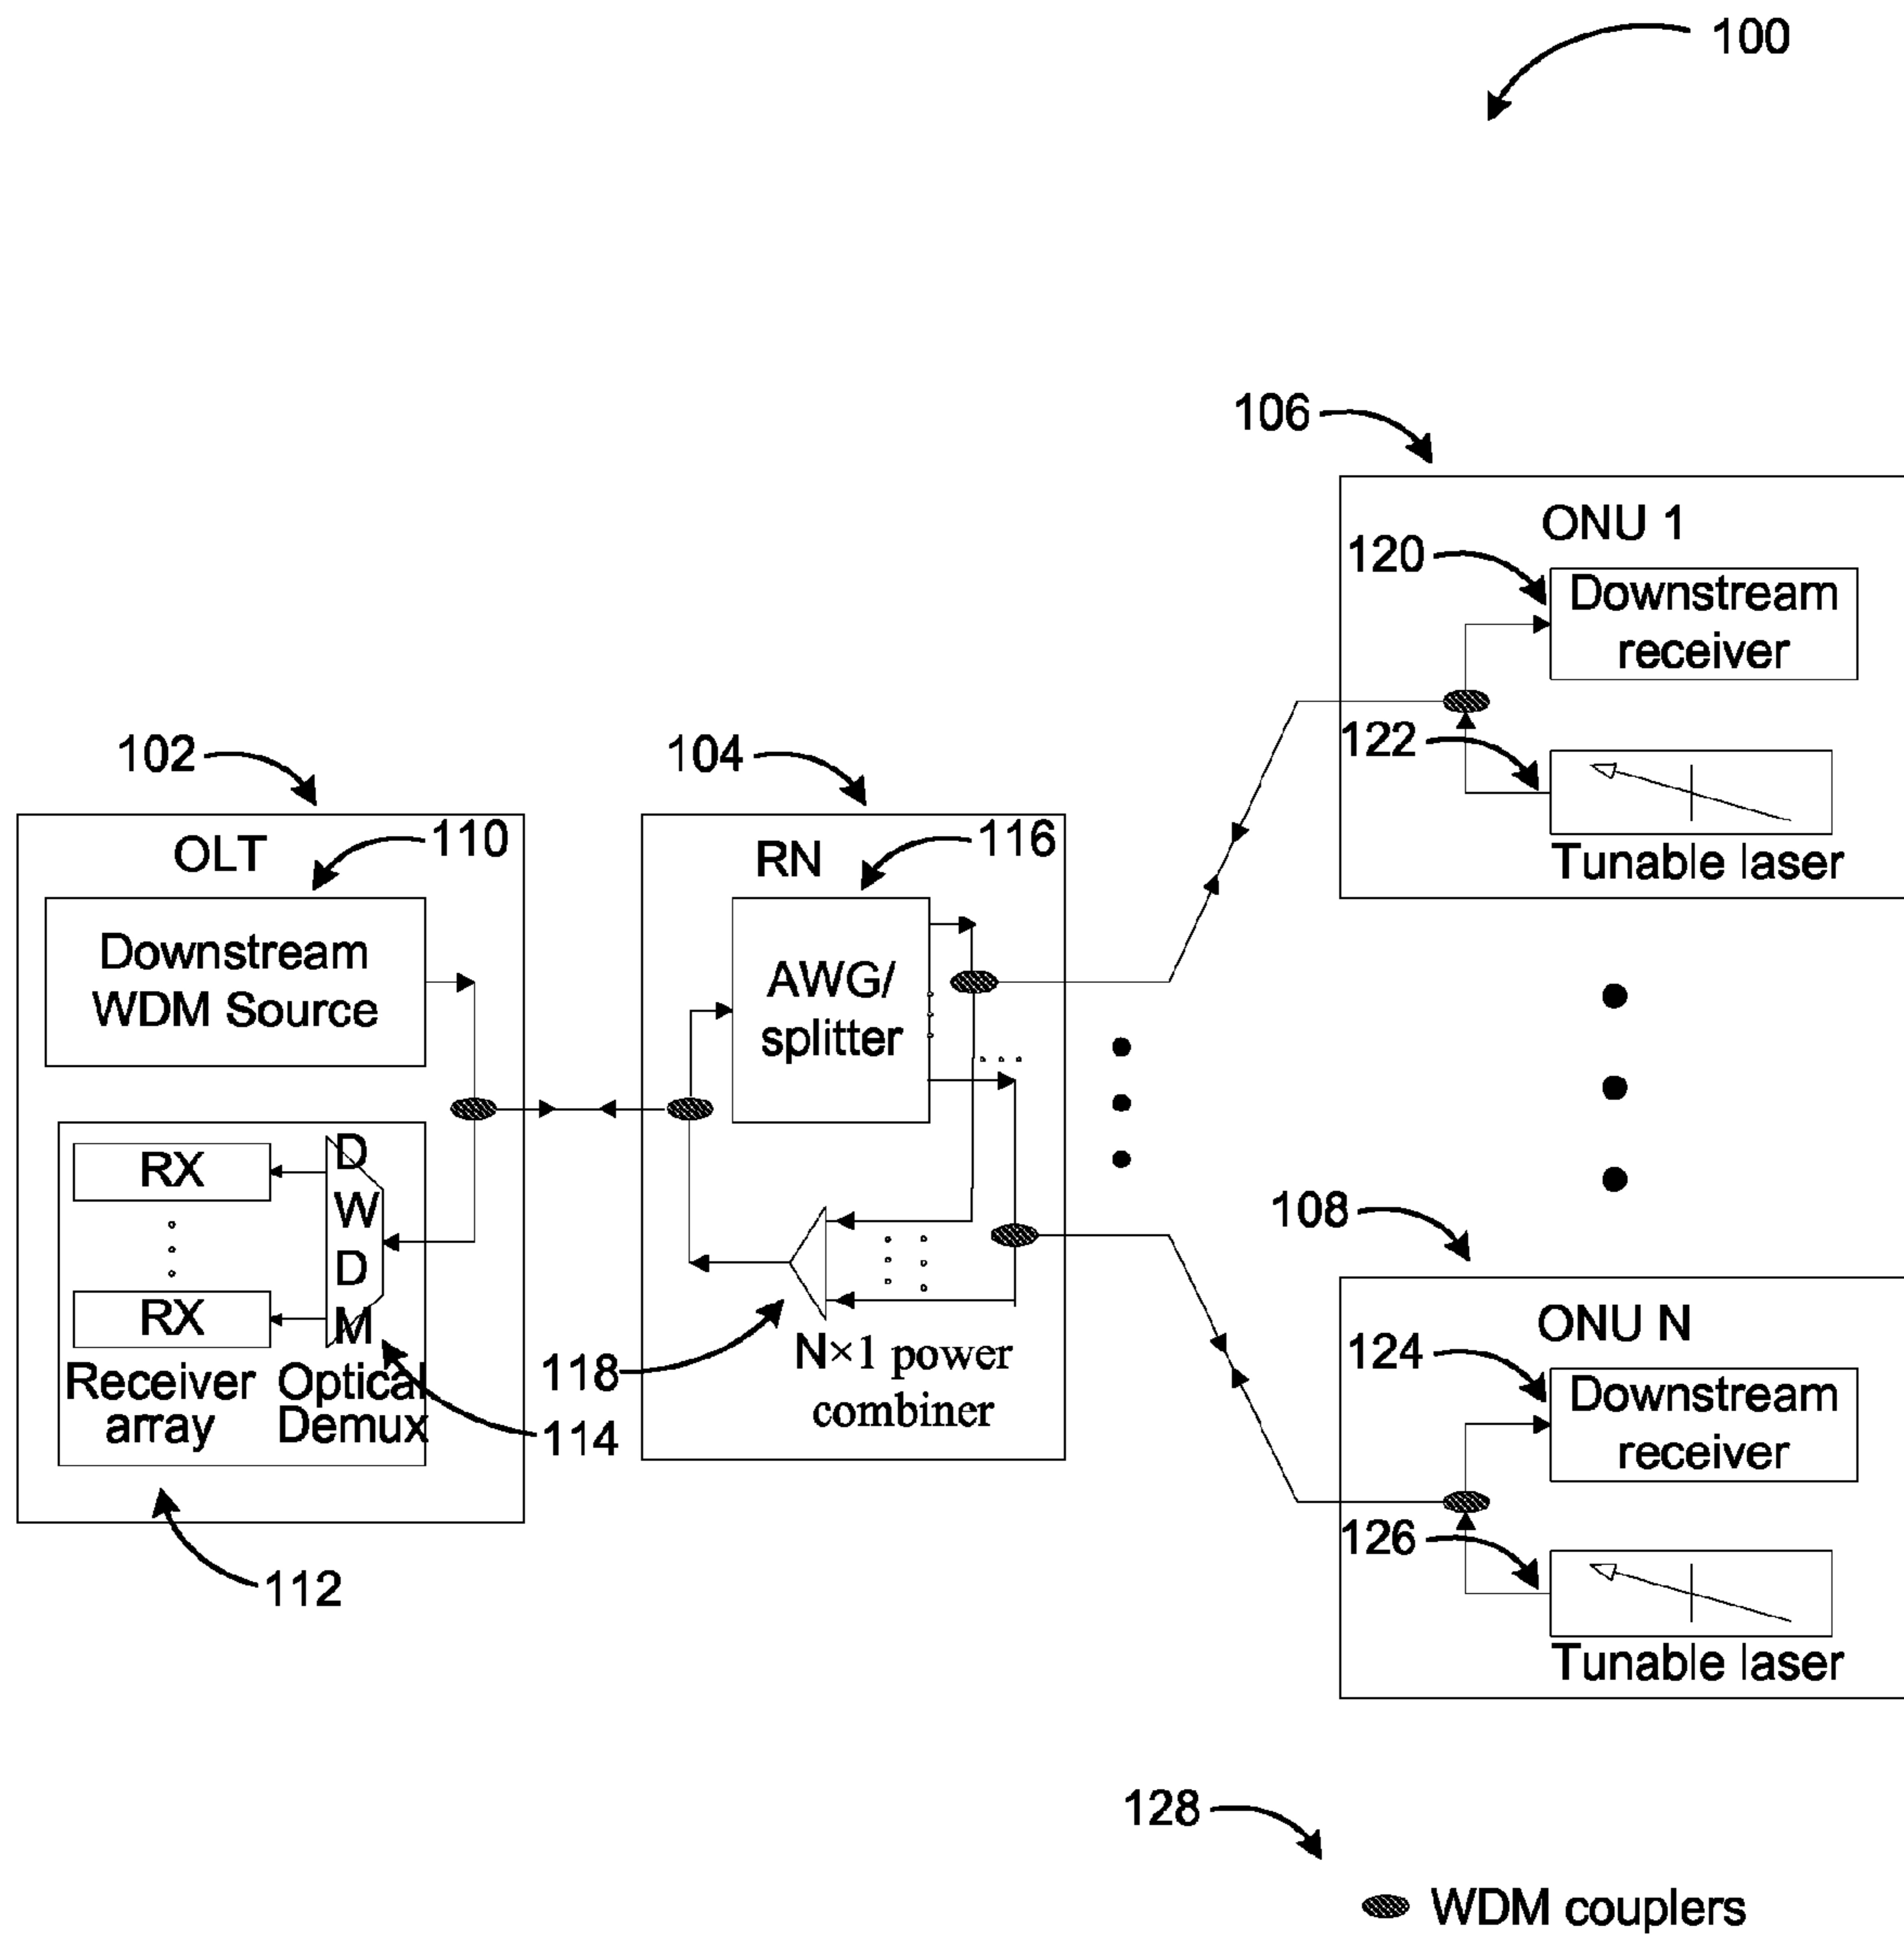 100
106
ONU 1
120
Downstream
receiver
122
Tunable laser
102
104
OLT
110
RN
116
Downstream
WDM Source
AWG/
splitter
. . .
RX
RX
D
W
D
M
Receiver
array
Optical
Demux
114
112
118
N×1 power
combiner
108
ONU N
124
Downstream
receiver
126
Tunable laser
128
WDM couplers